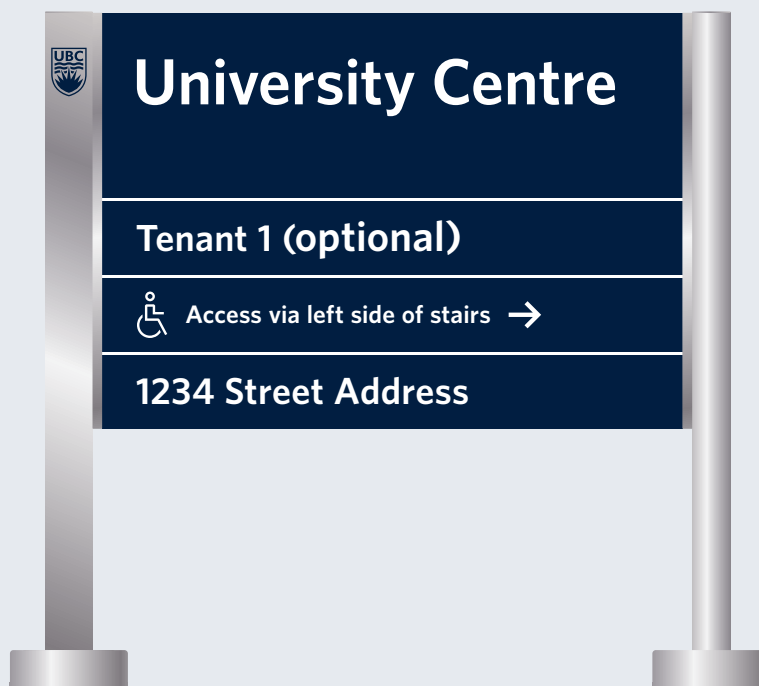 UBC
University Centre
Tenant 1 (optional)
Access via left side of stairs →
1234 Street Address